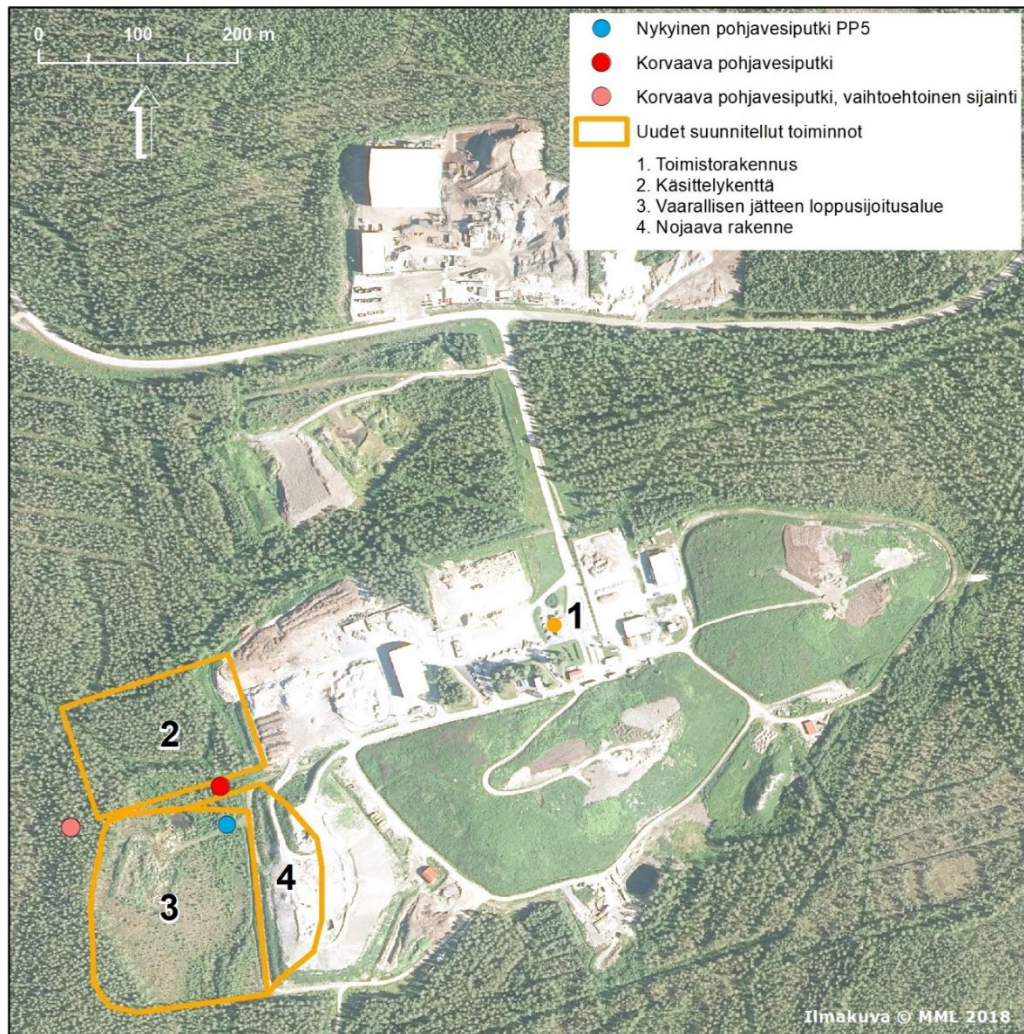 0 100 200 m
Nykyinen pohjavesiputki PP5
Korvaava pohjavesiputki
Korvaava pohjavesiputki, vaihtoehtoinen sijainti
Uudet suunnitellut toiminnot
1. Toimistorakennus
2. Käsittelykenttä
3. Vaarallisen jätteen loppusijoitusalue
4. Nojaava rakenne
1
2
4
3
Ilmakuva © MML 2018